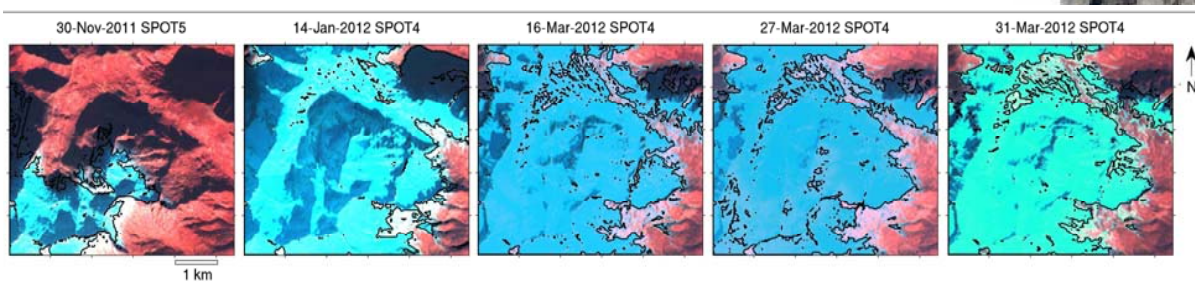 30-Nov-2011 SPOT5
14-Jan-2012 SPOT4
16-Mar-2012 SPOT4
27-Mar-2012 SPOT4
31-Mar-2012 SPOT4
N
1 km